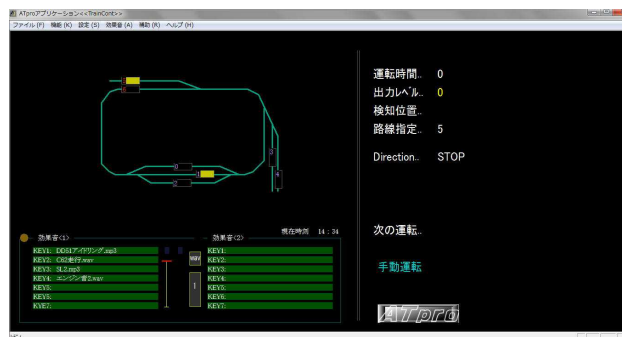 ATproアプリケーション<<TrainCont>>
ファイル(F) 機能(K) 設定(S) 効果音(A) 補助(R) ヘルプ(H)
運転時間.. 0
出力レベル.. 0
検知位置..
路線指定.. 5
Direction.. STOP
0
1
2
現在時刻 14:34
効果音<1>
効果音<2>
KEY1: DD51アイドリング.mp3
KEY2: C62走行.wav
KEY3: SL2.mp3
KEY4: エンジン音2.wav
KEY5:
KEY5:
KYE7:
wav
1
KEY1:
KEY2:
KEY3:
KEY4:
KEY5:
KEY6:
KEY7:
次の運転..
手動運転
ATpro